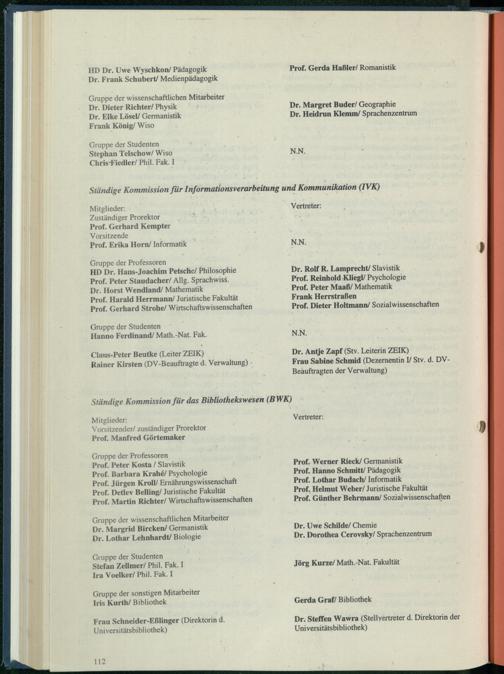 HD Dr. Uwe Wyschkon/ Pädagogik
Dr. Frank Schubert/ Medienpädagogik
Prof. Gerda Haßler/ Romanistik
Gruppe der wissenschaftlichen Mitarbeiter
Dr. Dieter Richter/ Physik
Dr. Elke Lösel/ Germanistik
Frank König/ Wiso
Dr. Margret Buder/ Geographie
Dr. Heidrun Klemm/ Sprachenzentrum
Gruppe der Studenten
Stephan Telschow/ Wiso
Chris Fiedler/ Phil. Fak. I
N.N.
Ständige Kommission für Informationsverarbeitung und Kommunikation (IVK)
Mitglieder:
Vertreter:
Zuständiger Prorektor
Prof. Gerhard Kempter
Vorsitzende
Prof. Erika Horn/ Informatik
N.N.
Gruppe der Professoren
HD Dr. Hans-Joachim Petsche/ Philosophie
Prof. Peter Staudacher/ Allg. Sprachwiss.
Dr. Horst Wendland/ Mathematik
Prof. Harald Herrmann/ Juristische Fakultät
Prof. Gerhard Strobe/ Wirtschaftswissenschaften
Dr. Rolf R. Lamprecht/ Slavistik
Prof. Reinhold Kliegl/ Psychologie
Prof. Peter Maaß/ Mathematik
Frank Herrstraßen
Prof. Dieter Holtmann/ Sozialwissenschaften
Gruppe der Studenten
Hanno Ferdinand/ Math.-Nat. Fak.
N.N.
Claus-Peter Beutke (Leiter ZEIK)
Rainer Kirsten (DV-Beauftragte d. Verwaltung)
Dr. Antje Zapf (Stv. Leiterin ZEIK)
Frau Sabine Schmid (Dezernentin I/ Stv. d. DV-
Beauftragten der Verwaltung)
Ständige Kommission für das Bibliothekswesen (BWK)
Mitglieder:
Vertreter:
Vorsitzender/ zuständiger Prorektor
Prof. Manfred Görtemaker
Gruppe der Professoren
Prof. Peter Kosta / Slavistik
Prof. Barbara Krahé/ Psychologie
Prof. Jürgen Kroll/ Ernährungswissenschaft
Prof. Detlev Belling/ Juristische Fakultät
Prof. Martin Richter/ Wirtschaftswissenschaften
Prof. Werner Rieck/ Germanistik
Prof. Hanno Schmitt/ Pädagogik
Prof. Lothar Budach/ Informatik
Prof. Helmut Weber/ Juristische Fakultät
Prof. Günther Behrmann/ Sozialwissenschaften
Gruppe der wissenschaftlichen Mitarbeiter
Dr. Margrid Bircken/ Germanistik
Dr. Lothar Lehnhardt/ Biologie
Dr. Uwe Schilde/ Chemie
Dr. Dorothea Cerovsky/ Sprachenzentrum
Gruppe der Studenten
Stefan Zellmer/ Phil. Fak. I
Ira Voelker/ Phil. Fak. I
Jörg Kurze/ Math.-Nat. Fakultät
Gruppe der sonstigen Mitarbeiter
Iris Kurth/ Bibliothek
Gerda Graf/ Bibliothek
Frau Schneider-Eßlinger (Direktorin d.
Universitätsbibliothek)
Dr. Steffen Wawra (Stellvertreter d. Direktorin der
Universitätsbibliothek)
112